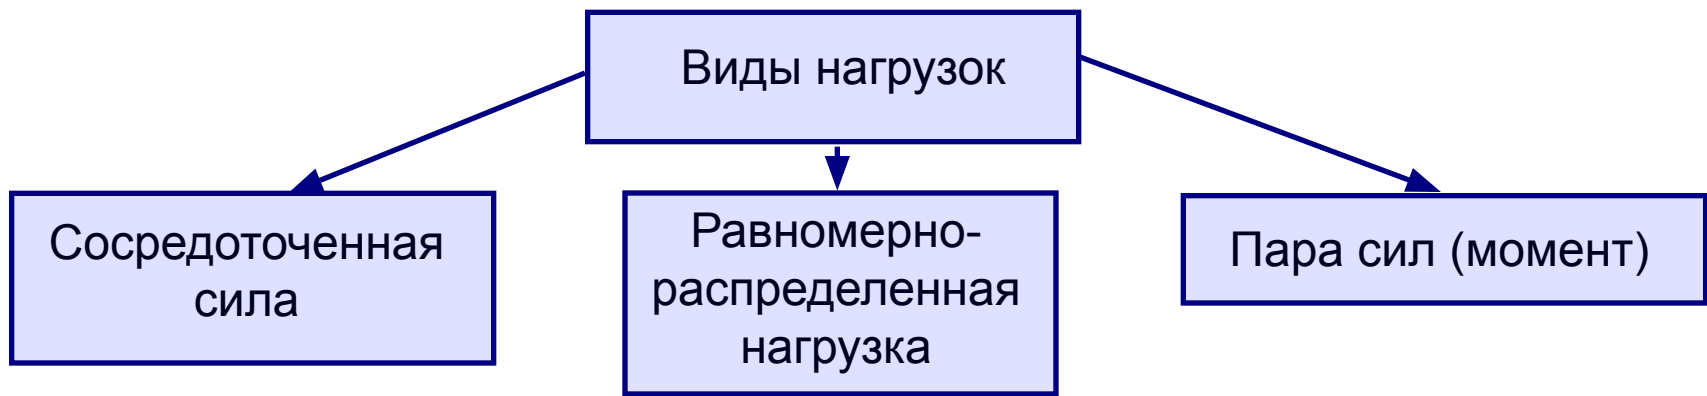 Виды нагрузок
Сосредоточенная
сила
Равномерно-
распределенная
нагрузка
Пара сил (момент)